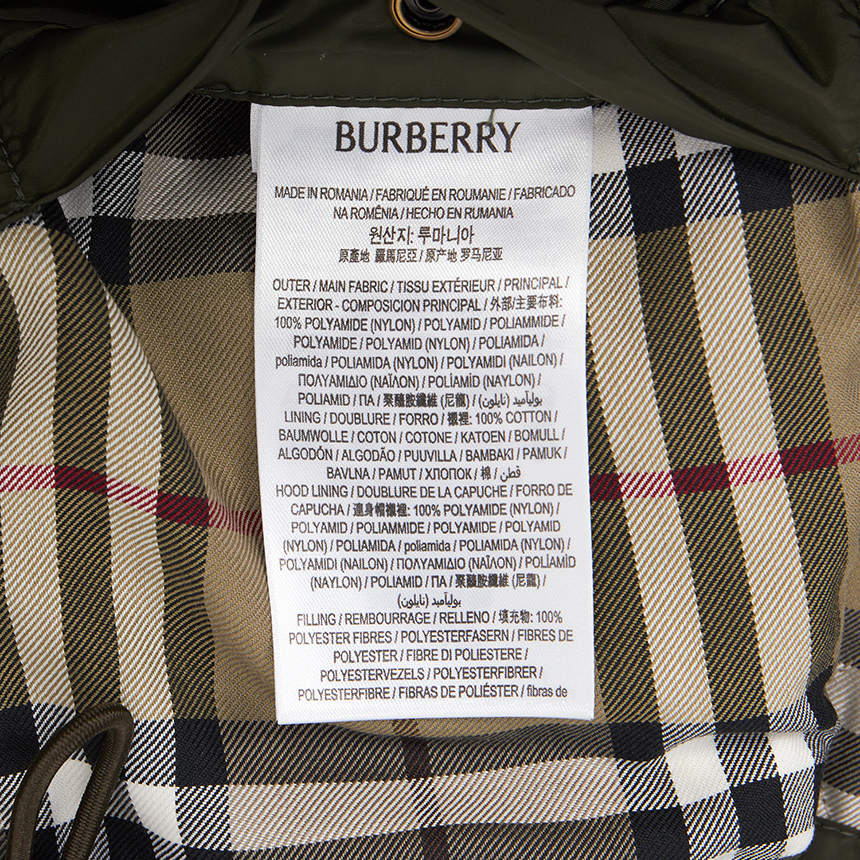 BURBERRY
MADE IN ROMANIA / FABRIQUÉ EN ROUMANIE / FABRICADO
NA ROMÊNIA / HECHO EN RUMANIA
원산지: 루마니아
原產地 羅馬尼亞 / 原产地 罗马尼亚
OUTER / MAIN FABRIC / TISSU EXTÉRIEUR / PRINCIPAL /
EXTERIOR - COMPOSICION PRINCIPAL / 外部/主要布料:
100% POLYAMIDE (NYLON) / POLYAMID / POLIAMMIDE /
POLYAMIDE / POLYAMID (NYLON) / POLIAMIDA /
poliamida / POLIAMIDA (NYLON) / POLYAMIDI (NAILON) /
ΠΟΛΥΑΜΙΔΙΟ (ΝΑΪΛΟΝ) / POLÍAMÍD (NAYLON) /
POLIAMID / ПА / 聚醯胺纖維 (尼龍) / بوليأميد (نايلون)
LINING / DOUBLURE / FORRO / 襯裡: 100% COTTON /
BAUMWOLLE / COTON / COTONE / KATOEN / BOMULL /
ALGODÓN / ALGODÃO / PUUVILLA / BAMBAKI / PAMUK /
BAVLNA / PAMUT / ХЛОПОК / 棉 / قطن /
HOOD LINING / DOUBLURE DE LA CAPUCHE / FORRO DE
CAPUCHA / 連身帽襯裡: 100% POLYAMIDE (NYLON) /
POLYAMID / POLIAMMIDE / POLYAMIDE / POLYAMID
(NYLON) / POLIAMIDA / poliamida / POLIAMIDA (NYLON) /
POLYAMIDI (NAILON) / ΠΟΛΥΑΜΙΔΙΟ (ΝΑΪΛΟΝ) / POLÍAMÍD
(NAYLON) / POLIAMID / ПА / 聚醯胺纖維 (尼龍) /
بوليأميد (نايلون)
FILLING / REMBOURRAGE / RELLENO / 填充物: 100%
POLYESTER FIBRES / POLYESTERFASERN / FIBRES DE
POLYESTER / FIBRE DI POLIESTERE /
POLYESTERVEZELS / POLYESTERFIBRER /
POLYESTERFIBRE / FIBRAS DE POLIÉSTER / fibras de